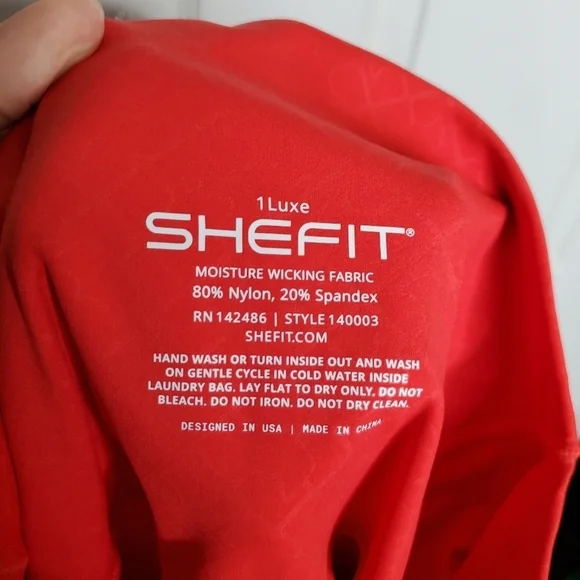 1Luxe
SHEFIT®
MOISTURE WICKING FABRIC
80% Nylon, 20% Spandex
RN 142486 | STYLE 140003
SHEFIT.COM
HAND WASH OR TURN INSIDE OUT AND WASH
ON GENTLE CYCLE IN COLD WATER INSIDE
LAUNDRY BAG. LAY FLAT TO DRY ONLY. DO NOT
BLEACH. DO NOT IRON. DO NOT DRY CLEAN.
DESIGNED IN USA | MADE IN CHINA